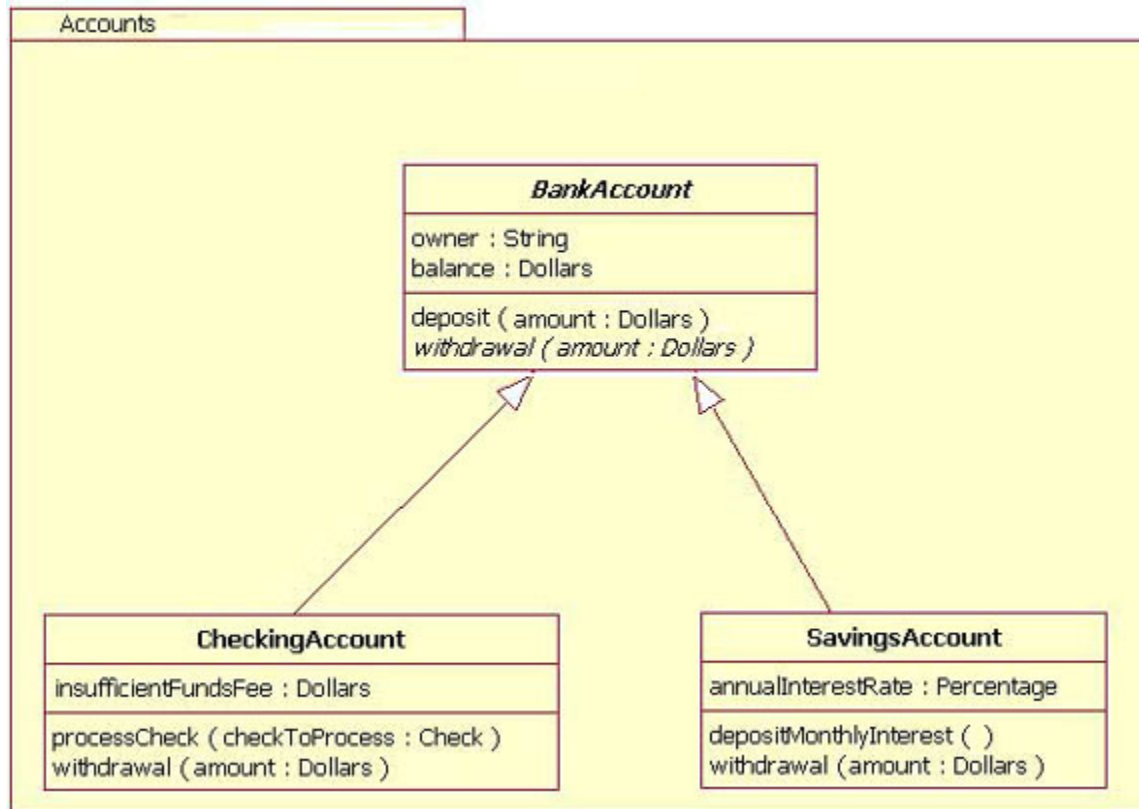 Accounts
BankAccount
owner : String
balance : Dollars
deposit ( amount : Dollars )
withdrawal ( amount : Dollars )
CheckingAccount
insufficientFundsFee : Dollars
processCheck ( checkToProcess : Check )
withdrawal ( amount : Dollars )
SavingsAccount
annualInterestRate : Percentage
depositMonthlyInterest ( )
withdrawal ( amount : Dollars )